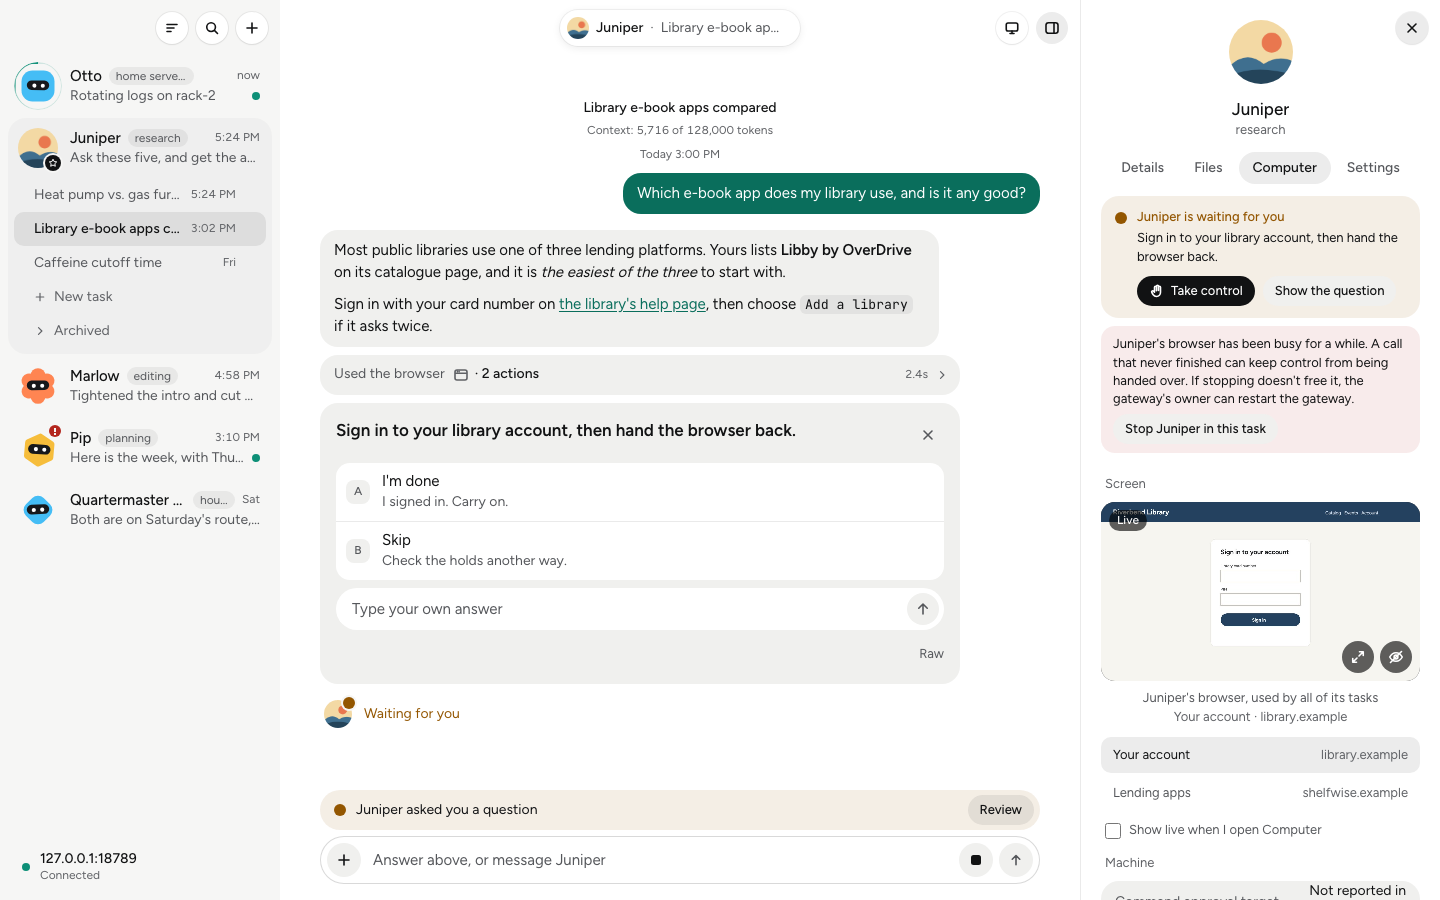 Otto home serve... now
Rotating logs on rack-2
Juniper research 5:24 PM
Ask these five, and get the a...
Heat pump vs. gas fur... 5:24 PM
Library e-book apps c... 3:02 PM
Caffeine cutoff time Fri
New task
Archived
Marlow editing 4:58 PM
Tightened the intro and cut ...
Pip planning 3:10 PM
Here is the week, with Thu...
Quartermaster ... hou... Sat
Both are on Saturday's route,...
127.0.0.1:18789
Connected
Juniper · Library e-book ap...
Library e-book apps compared
Context: 5,716 of 128,000 tokens
Today 3:00 PM
Which e-book app does my library use, and is it any good?
Most public libraries use one of three lending platforms. Yours lists Libby by OverDrive
on its catalogue page, and it is the easiest of the three to start with.
Sign in with your card number on the library's help page, then choose Add a library
if it asks twice.
Used the browser · 2 actions 2.4s
Sign in to your library account, then hand the browser back.
A I'm done
I signed in. Carry on.
B Skip
Check the holds another way.
Type your own answer
Raw
Waiting for you
Juniper asked you a question Review
Answer above, or message Juniper
Juniper
research
Details Files Computer Settings
Juniper is waiting for you
Sign in to your library account, then hand the
browser back.
Take control Show the question
Juniper's browser has been busy for a while. A call
that never finished can keep control from being
handed over. If stopping doesn't free it, the
gateway's owner can restart the gateway.
Stop Juniper in this task
Screen
Riverbend Library Catalog Events Account
Live
Sign in to your account
Sign in
Juniper's browser, used by all of its tasks
Your account · library.example
Your account library.example
Lending apps shelfwise.example
Show live when I open Computer
Machine
Command approval target Not reported in